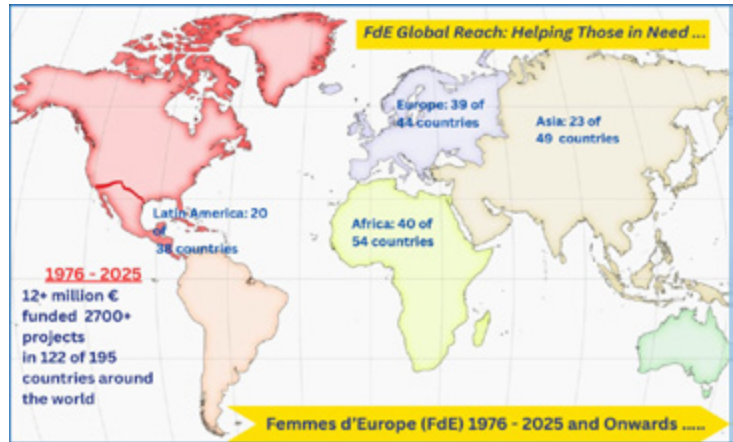 FdE Global Reach: Helping Those in Need ...
Europe: 39 of
44 countries
Asia: 23 of
49 countries
Latin America: 20
of
38 countries
Africa: 40 of
54 countries
1976 - 2025
12+ million €
funded 2700+
projects
in 122 of 195
countries around
the world
Femmes d'Europe (FdE) 1976 - 2025 and Onwards .....